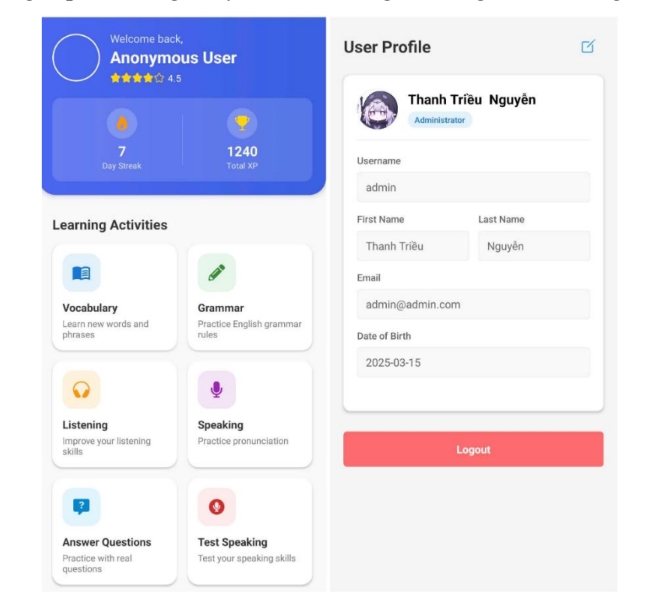 Welcome back,
Anonymous User
4.5
7
Day Streak
1240
Total XP
Learning Activities
Vocabulary
Learn new words and
phrases
Grammar
Practice English grammar
rules
Listening
Improve your listening
skills
Speaking
Practice pronunciation
Answer Questions
Practice with real
questions
Test Speaking
Test your speaking skills
User Profile
Thanh Triều Nguyễn
Administrator
Username
admin
First Name
Last Name
Thanh Triều
Nguyễn
Email
admin@admin.com
Date of Birth
2025-03-15
Logout